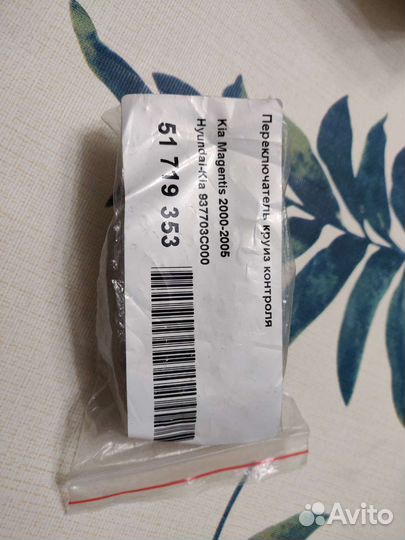 Переключатель круиз контроля
Kia Magentis 2000-2005
Hyundai-Kia 937703C000
51 719 353
Avito